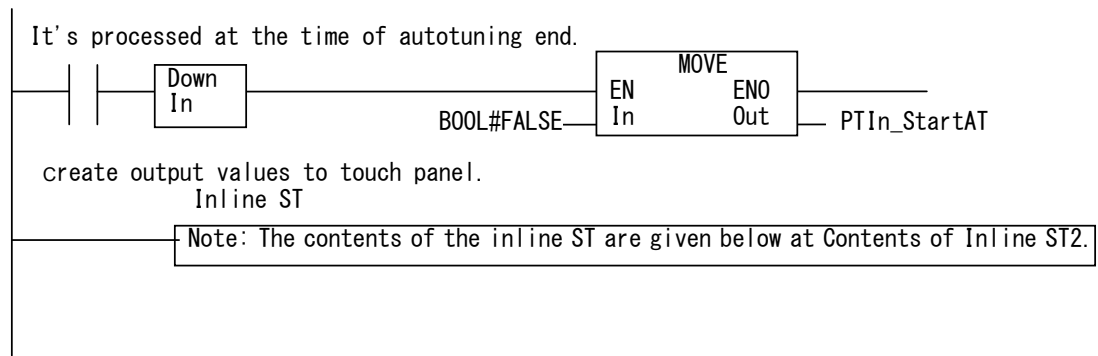 It's processed at the time of autotuning end.
Down
In
MOVE
EN ENO
BOOL#FALSE In Out PTIn_StartAT
create output values to touch panel.
Inline ST
Note: The contents of the inline ST are given below at Contents of Inline ST2.